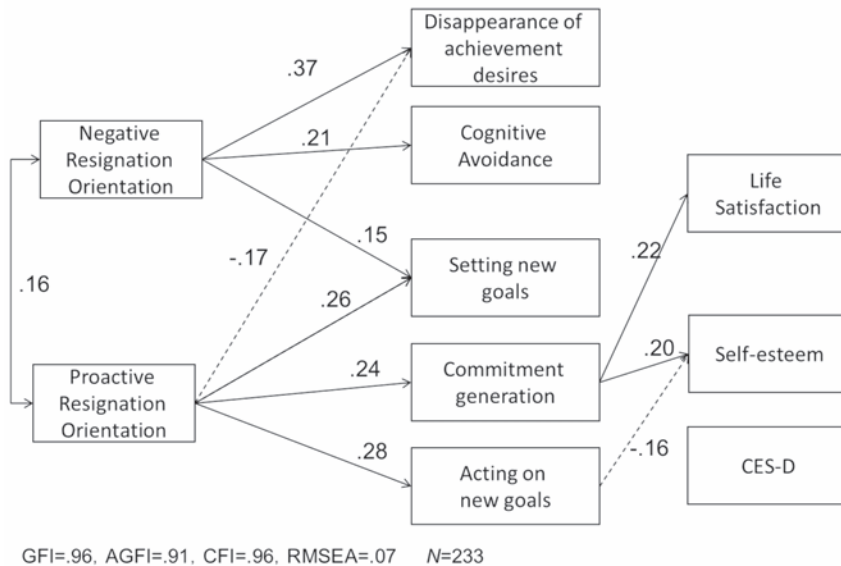 Disappearance of
achievement
desires
.37
Negative
Resignation
Orientation
.21
Cognitive
Avoidance
Life
Satisfaction
.15
-.17
Setting new
goals
.22
.16
.26
Proactive
Resignation
Orientation
.24
Commitment
generation
.20
Self-esteem
.28
Acting on
new goals
-.16
CES-D
GFI=.96, AGFI=.91, CFI=.96, RMSEA=.07 N=233